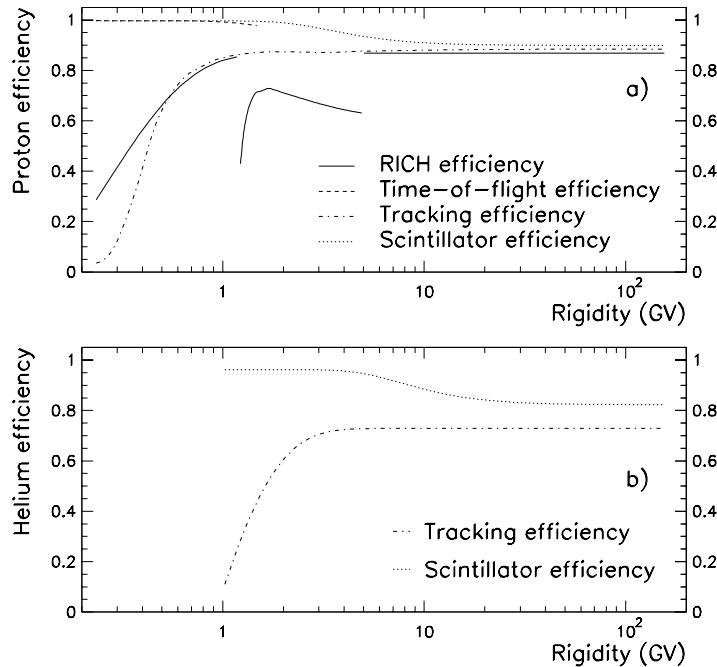 Proton efficiency
1
0.8
0.6
0.4
0.2
0
1
0.8
0.6
0.4
0.2
0
a)
RICH efficiency
Time-of-flight efficiency
Tracking efficiency
Scintillator efficiency
1
10
10²
Rigidity (GV)
Helium efficiency
1
0.8
0.6
0.4
0.2
0
1
0.8
0.6
0.4
0.2
0
b)
Tracking efficiency
Scintillator efficiency
1
10
10²
Rigidity (GV)